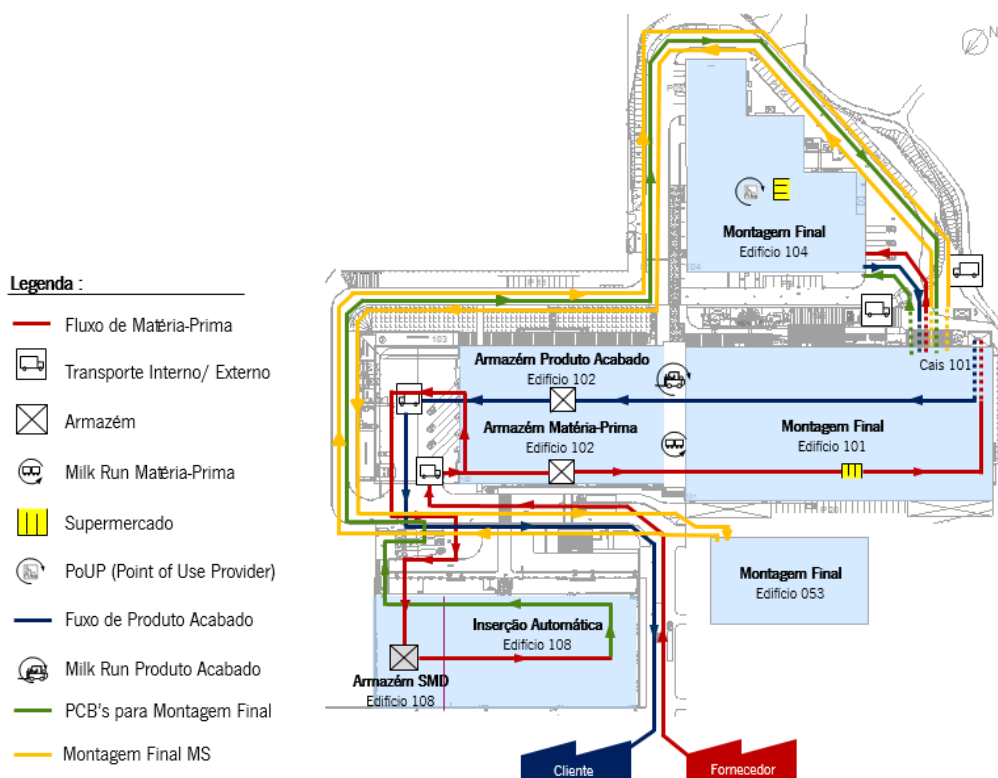 N
Montagem Final
Edifício 104
Legenda :
Fluxo de Matéria-Prima
Transporte Interno/ Externo
Armazém
Milk Run Matéria-Prima
Supermercado
PoUP (Point of Use Provider)
Fuxo de Produto Acabado
Milk Run Produto Acabado
PCB's para Montagem Final
Montagem Final MS
103
Armazém Produto Acabado
Edifício 102
Cais 101
Armazém Matéria-Prima
Edifício 102
Montagem Final
Edifício 101
Montagem Final
Edifício 053
Inserção Automática
Edifício 108
Armazém SMD
Edifício 108
Cliente
Fornecedor